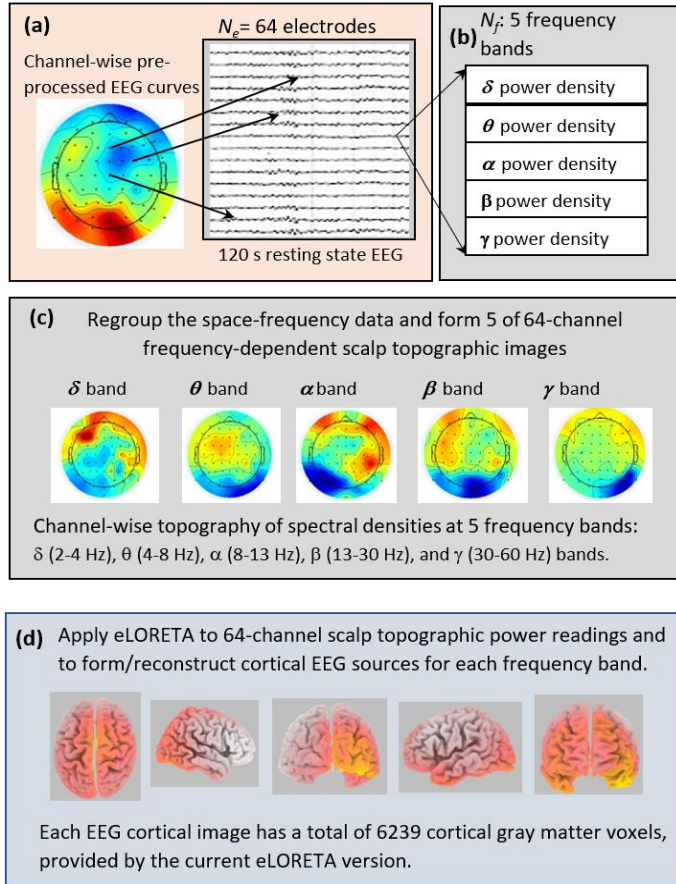 (a)
N_e= 64 electrodes
Channel-wise pre-
processed EEG curves
120 s resting state EEG
(b)
N_f: 5 frequency
bands
δ power density
θ power density
α power density
β power density
γ power density
(c) Regroup the space-frequency data and form 5 of 64-channel
frequency-dependent scalp topographic images
δ band
θ band
α band
β band
γ band
Channel-wise topography of spectral densities at 5 frequency bands:
δ (2-4 Hz), θ (4-8 Hz), α (8-13 Hz), β (13-30 Hz), and γ (30-60 Hz) bands.
(d) Apply eLORETA to 64-channel scalp topographic power readings and
to form/reconstruct cortical EEG sources for each frequency band.
Each EEG cortical image has a total of 6239 cortical gray matter voxels,
provided by the current eLORETA version.